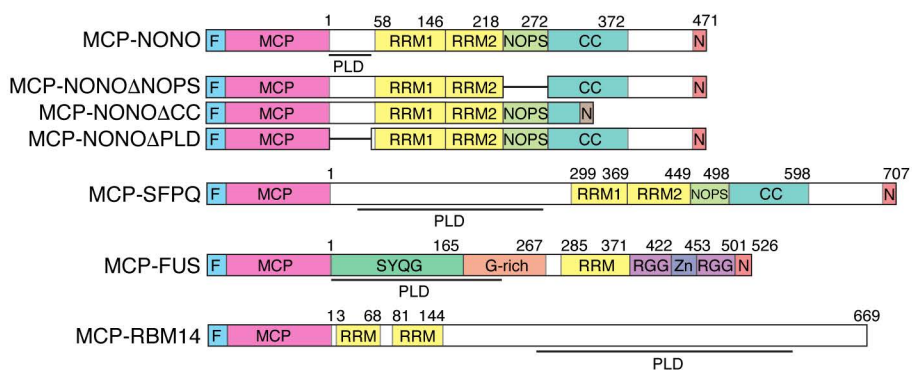 1 58 146 218 272 372 471
MCP-NONO F MCP RRM1 RRM2 NOPS CC N
PLD
MCP-NONOΔNOPS F MCP RRM1 RRM2 CC N
MCP-NONOΔCC F MCP RRM1 RRM2 NOPS N
MCP-NONOΔPLD F MCP RRM1 RRM2 NOPS CC N
1 299 369 449 498 598 707
MCP-SFPQ F MCP RRM1 RRM2 NOPS CC N
PLD
1 165 267 285 371 422 453 501 526
MCP-FUS F MCP SYQG G-rich RRM RGG Zn RGG N
PLD
13 68 81 144 669
MCP-RBM14 F MCP RRM RRM
PLD